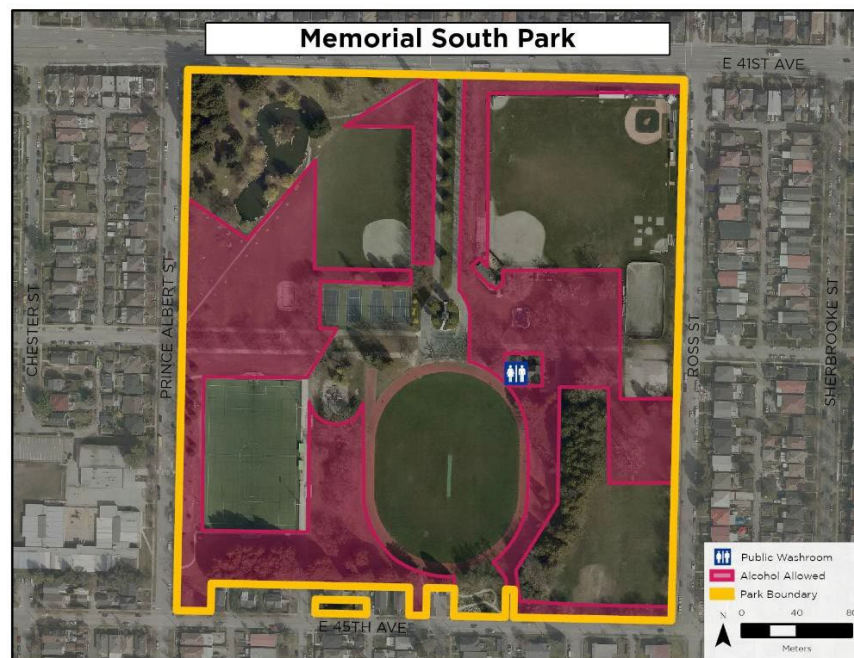 Memorial South Park
E 41ST AVE
CHESTER ST
PRINCE ALBERT ST
ROSS ST
SHERBROOKE ST
E 45TH AVE
Public Washroom
Alcohol Allowed
Park Boundary
N
0 40 80
Meters